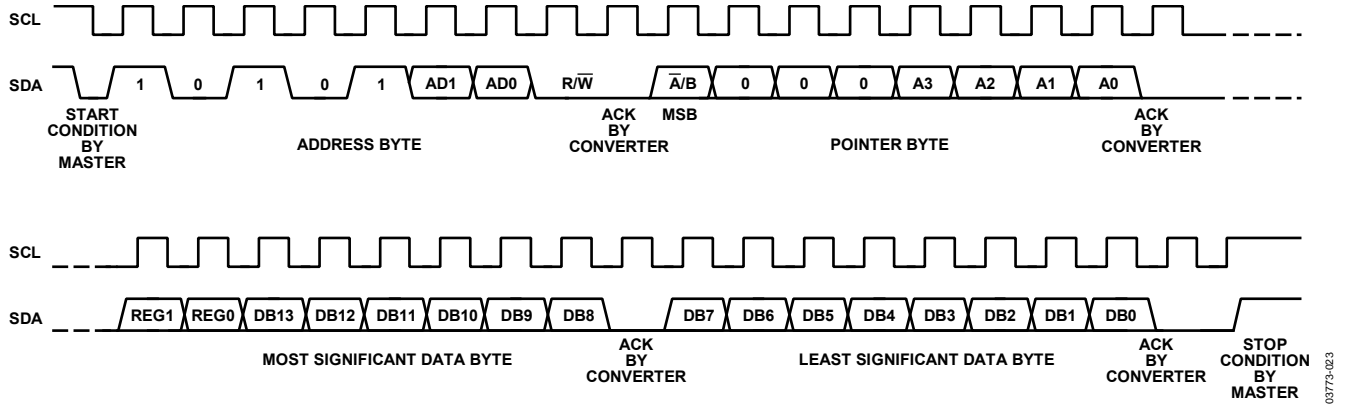 SCL
SDA
1 0 1 0 1 AD1 AD0 R/W̅ A̅/B 0 0 0 A3 A2 A1 A0
START
CONDITION
BY
MASTER
ADDRESS BYTE
ACK
BY
CONVERTER
MSB
POINTER BYTE
ACK
BY
CONVERTER
SCL
SDA
REG1 REG0 DB13 DB12 DB11 DB10 DB9 DB8 DB7 DB6 DB5 DB4 DB3 DB2 DB1 DB0
MOST SIGNIFICANT DATA BYTE
ACK
BY
CONVERTER
LEAST SIGNIFICANT DATA BYTE
ACK
BY
CONVERTER
STOP
CONDITION
BY
MASTER
03773-023